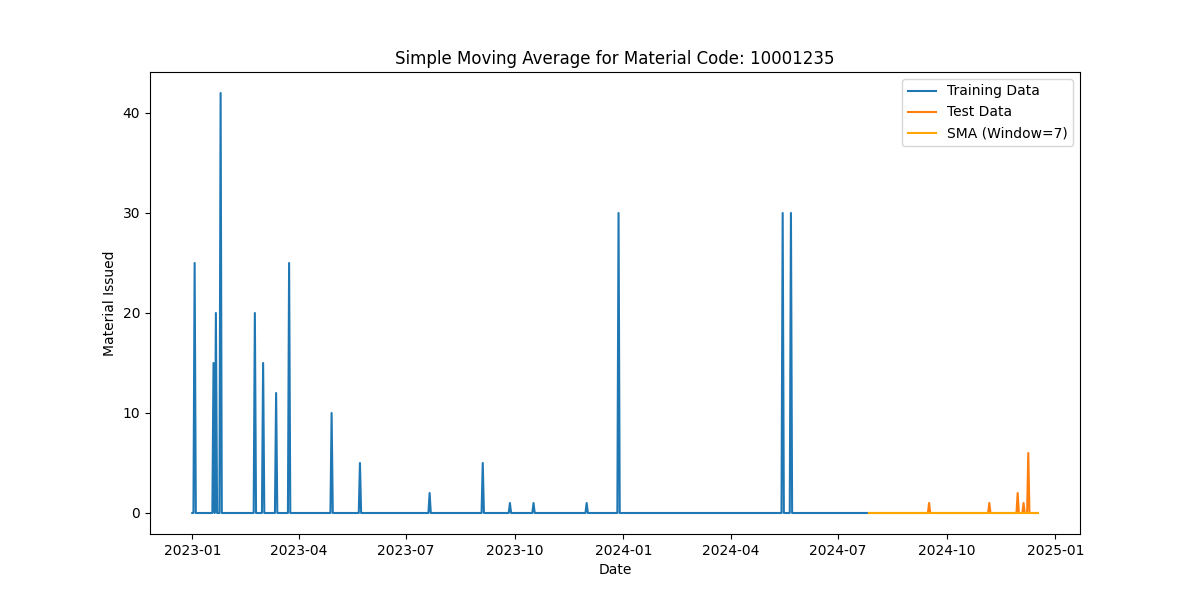 Simple Moving Average for Material Code: 10001235
Training Data
Test Data
SMA (Window=7)
Material Issued
40
30
20
10
0
2023-01 2023-04 2023-07 2023-10 2024-01 2024-04 2024-07 2024-10 2025-01
Date